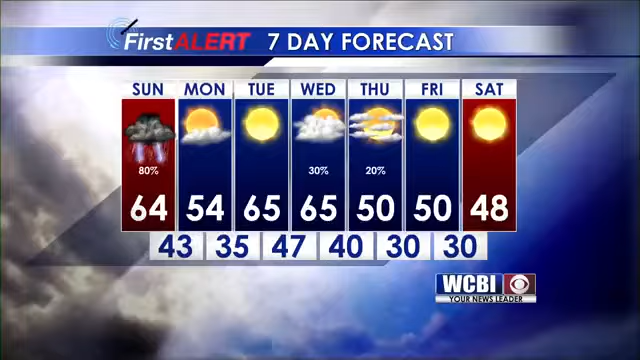 FirstALERT 7 DAY FORECAST
SUN MON TUE WED THU FRI SAT
80% 30% 20%
64 54 65 65 50 50 48
43 35 47 40 30 30
WCBI
YOUR NEWS LEADER